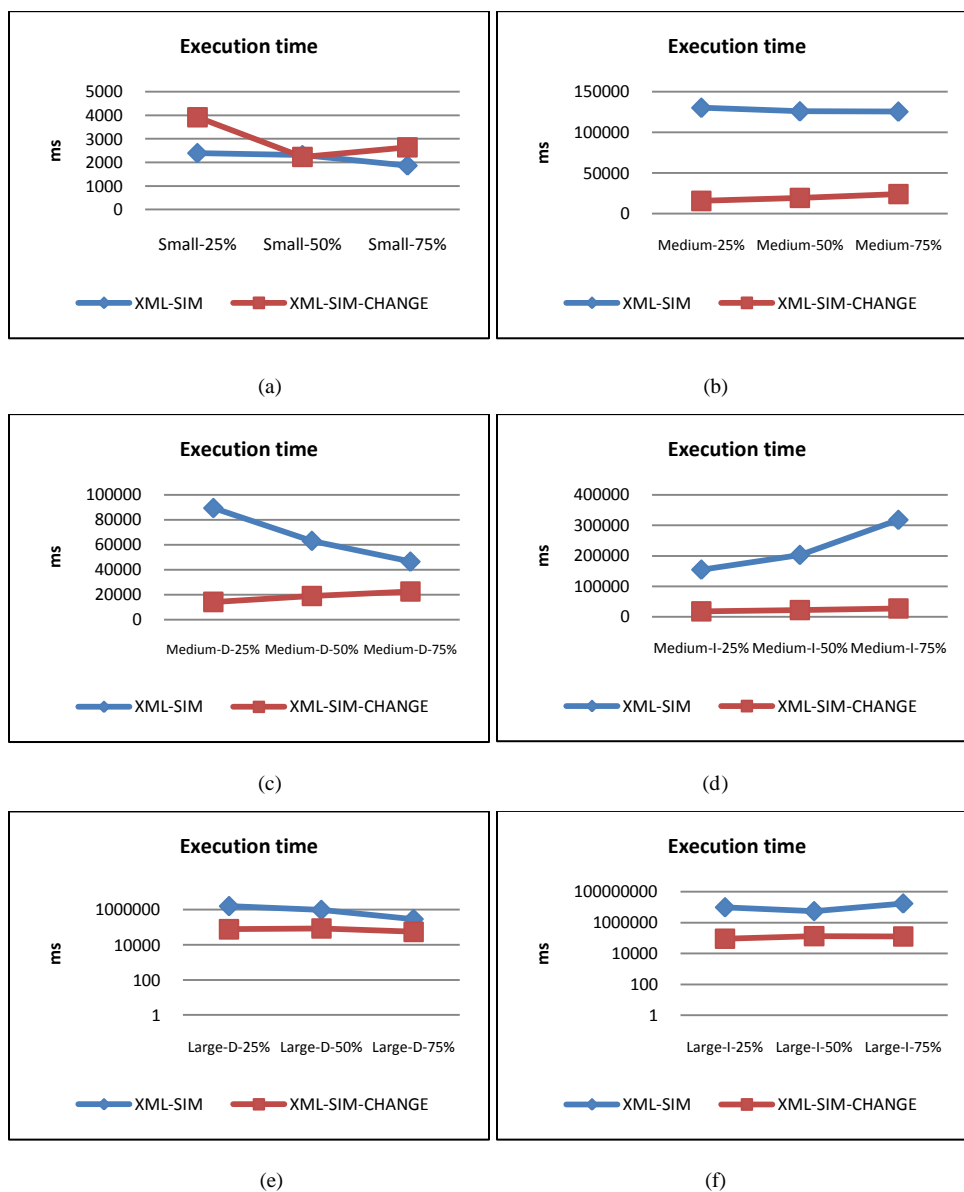 Execution time
5000
4000
3000
2000
1000
0
ms
Small-25% Small-50% Small-75%
XML-SIM XML-SIM-CHANGE
(a)
Execution time
150000
100000
50000
0
ms
Medium-25% Medium-50% Medium-75%
XML-SIM XML-SIM-CHANGE
(b)
Execution time
100000
80000
60000
40000
20000
0
ms
Medium-D-25% Medium-D-50% Medium-D-75%
XML-SIM XML-SIM-CHANGE
(c)
Execution time
400000
300000
200000
100000
0
ms
Medium-I-25% Medium-I-50% Medium-I-75%
XML-SIM XML-SIM-CHANGE
(d)
Execution time
1000000
10000
100
1
ms
Large-D-25% Large-D-50% Large-D-75%
XML-SIM XML-SIM-CHANGE
(e)
Execution time
100000000
1000000
10000
100
1
ms
Large-I-25% Large-I-50% Large-I-75%
XML-SIM XML-SIM-CHANGE
(f)